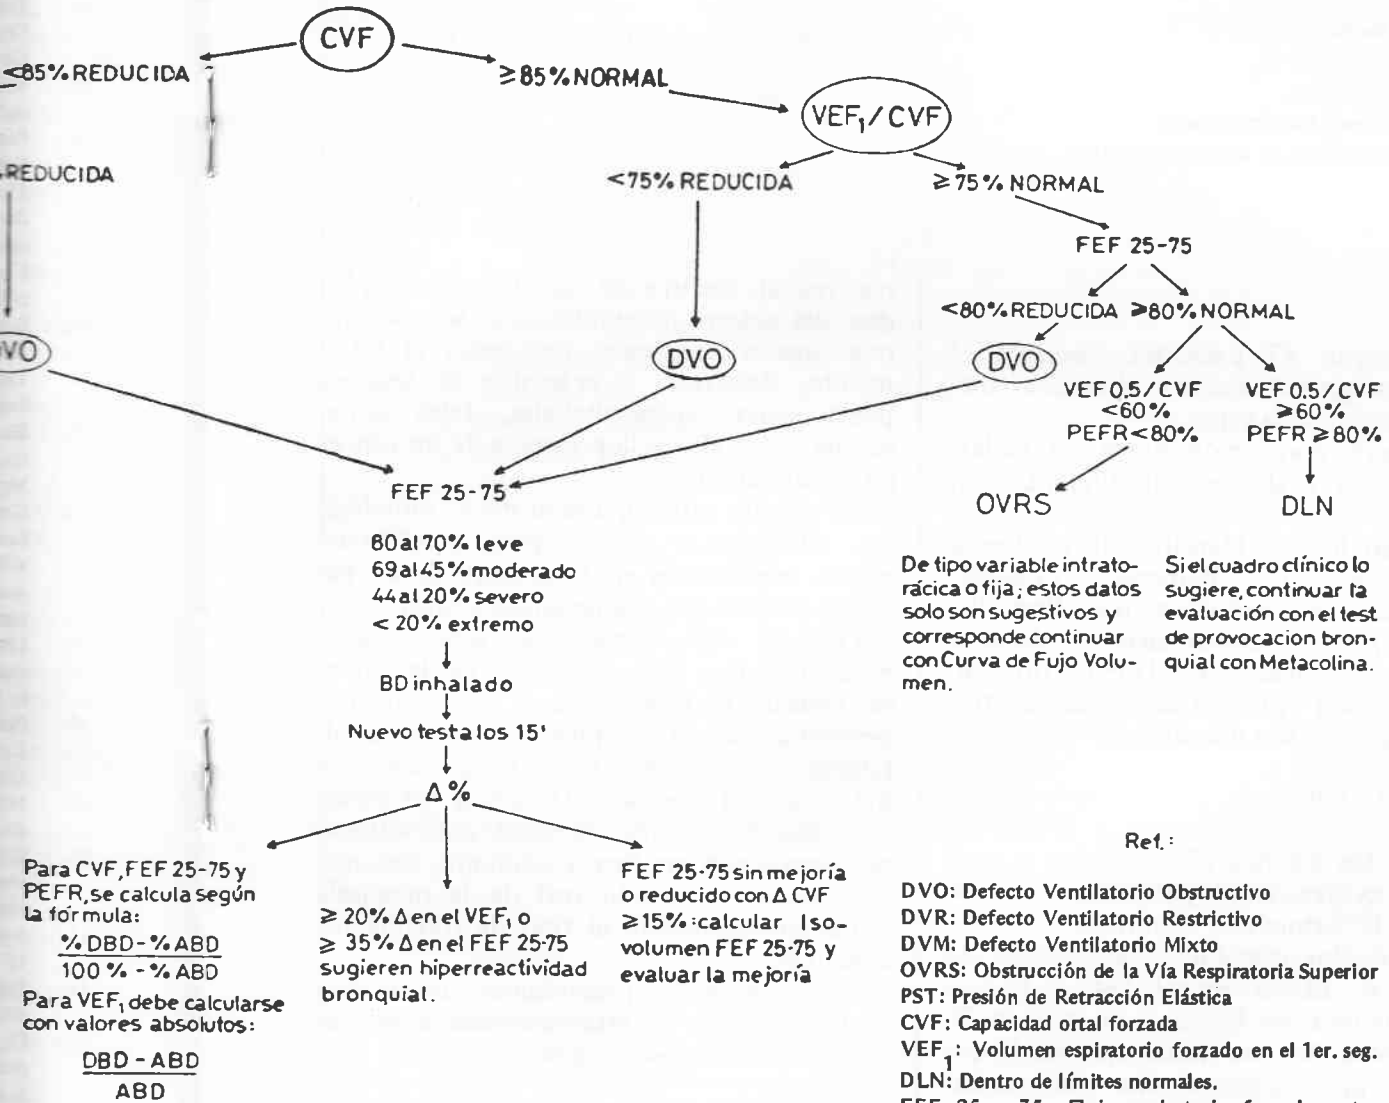 CVF
<85% REDUCIDA
≥85% NORMAL
VEF₁/CVF
REDUCIDA
<75% REDUCIDA
≥75% NORMAL
FEF 25-75
<80% REDUCIDA
≥80% NORMAL
DVO
DVO
DVO
VEF 0.5/CVF
<60%
PEFR<80%
VEF 0.5/CVF
≥60%
PEFR ≥80%
FEF 25-75
OVRS
DLN
80 al 70% leve
69 al 45% moderado
44 al 20% severo
< 20% extremo
De tipo variable intrato-
rácica o fija; estos datos
solo son sugestivos y
corresponde continuar
con Curva de Fujo Volu-
men.
Si el cuadro clínico lo
sugiere, continuar la
evaluación con el test
de provocacion bron-
quial con Metacolina.
BD inhalado
Nuevo test a los 15'
Δ%
Para CVF, FEF 25-75 y
PEFR, se calcula según
la fórmula:
% DBD - % ABD
100 % - % ABD
Para VEF₁ debe calcularse
con valores absolutos:
DBD - ABD
ABD
≥ 20% Δ en el VEF₁ o
≥ 35% Δ en el FEF 25-75
sugieren hiperreactividad
bronquial.
FEF 25-75 sin mejoría
o reducido con Δ CVF
≥15%: calcular Iso-
volumen FEF 25-75 y
evaluar la mejoría
Ref.:
DVO: Defecto Ventilatorio Obstructivo
DVR: Defecto Ventilatorio Restrictivo
DVM: Defecto Ventilatorio Mixto
OVRS: Obstrucción de la Vía Respiratoria Superior
PST: Presión de Retracción Elástica
CVF: Capacidad ortal forzada
VEF₁: Volumen espiratorio forzado en el 1er. seg.
DLN: Dentro de límites normales.